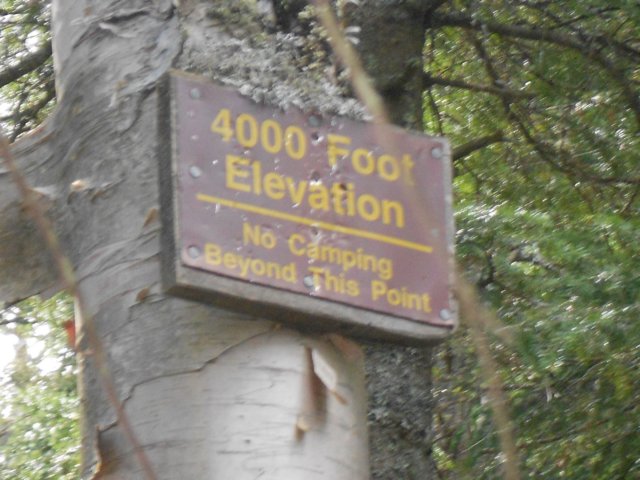 4000 Foot
Elevation
No Camping
Beyond This Point